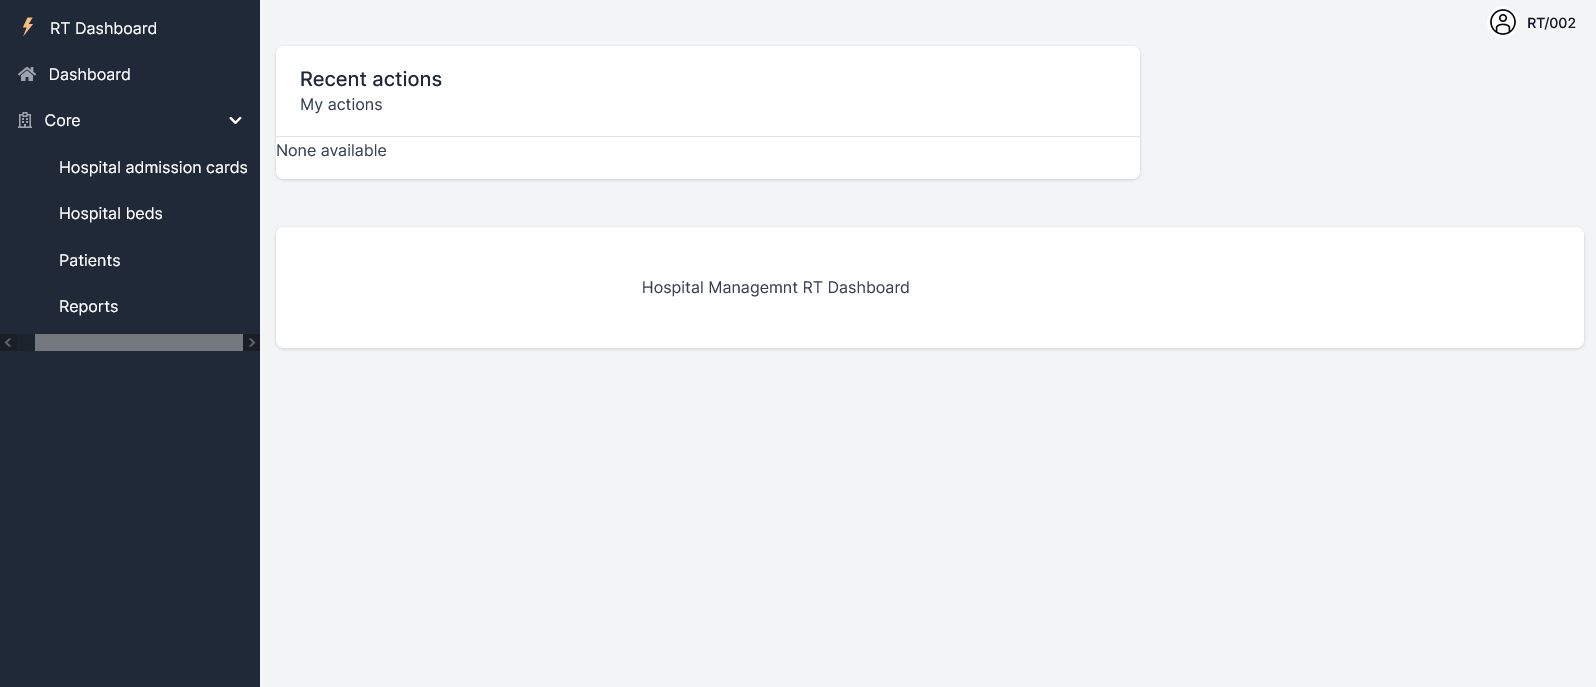 RT Dashboard
Dashboard
Core
Hospital admission cards
Hospital beds
Patients
Reports
RT/002
Recent actions
My actions
None available
Hospital Managemnt RT Dashboard